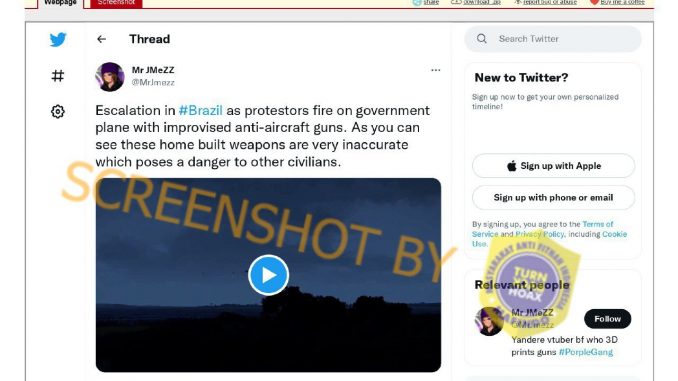 Webpage
Screenshot
share
download .zip
report bug or abuse
Buy me a coffee
Thread
Search Twitter
Mr JMeZZ
@MrJmezz
Escalation in #Brazil as protestors fire on government
plane with improvised anti-aircraft guns. As you can
see these home built weapons are very inaccurate
which poses a danger to other civilians.
SCREENSHOT BY
New to Twitter?
Sign up now to get your own personalized
timeline!
Sign up with Apple
Sign up with phone or email
By signing up, you agree to the Terms of
Service and Privacy Policy, including Cookie
Use.
MASYARAKAT ANTI FITNAH INDONESIA
TURN
HOAX
MAFINDO
Relevant people
Mr JMeZZ
Follow
Yandere vtuber bf who 3D
prints guns #PorpleGang